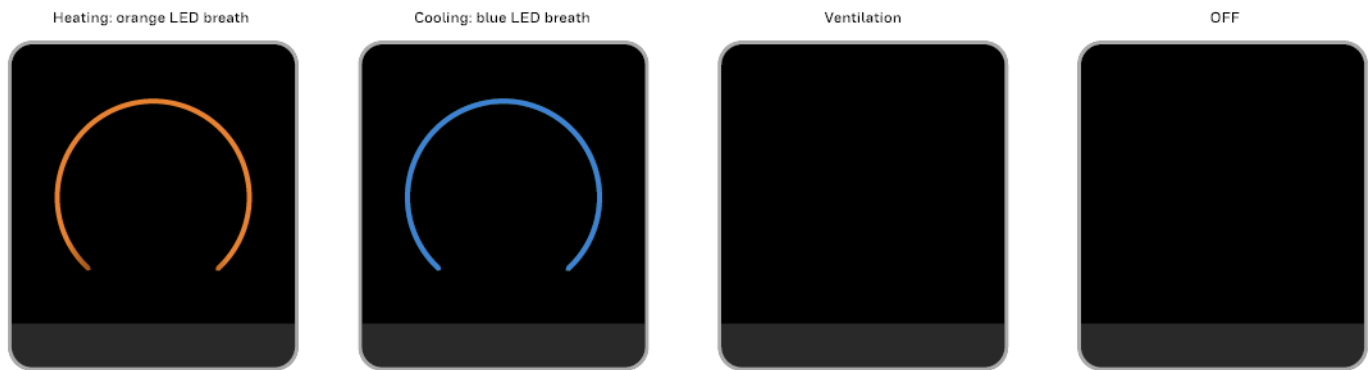 Heating: orange LED breath
Cooling: blue LED breath
Ventilation
OFF